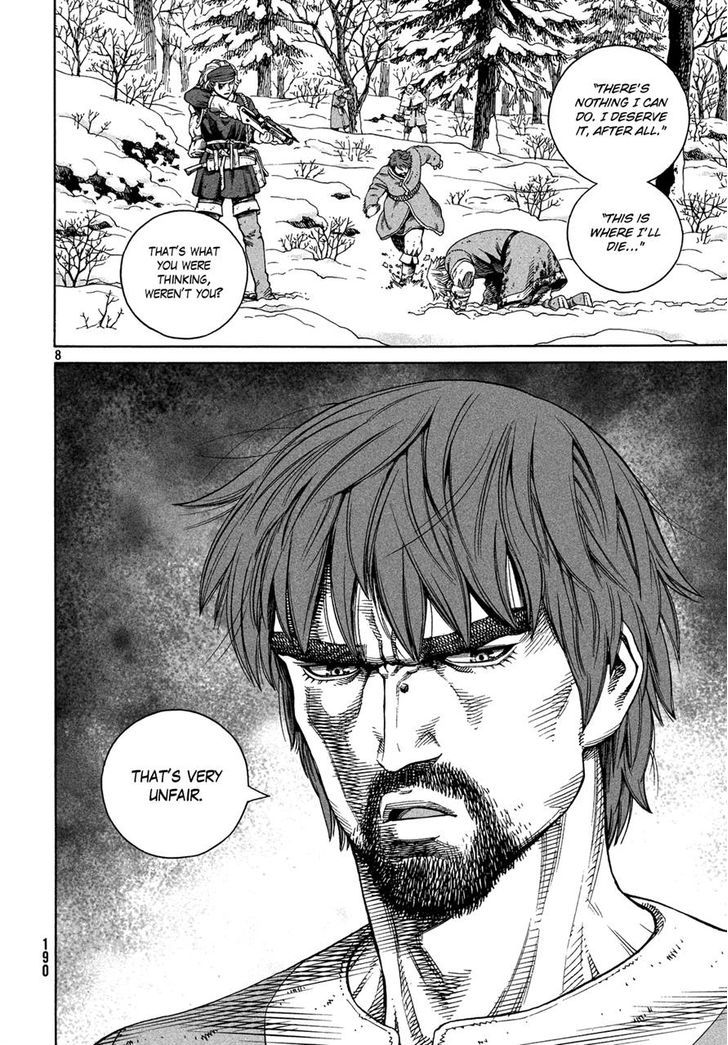 "THERE'S
NOTHING I CAN
DO. I DESERVE
IT, AFTER ALL."
"THIS IS
WHERE I'LL
DIE..."
THAT'S WHAT
YOU WERE
THINKING,
WEREN'T YOU?
8
THAT'S VERY
UNFAIR.
190